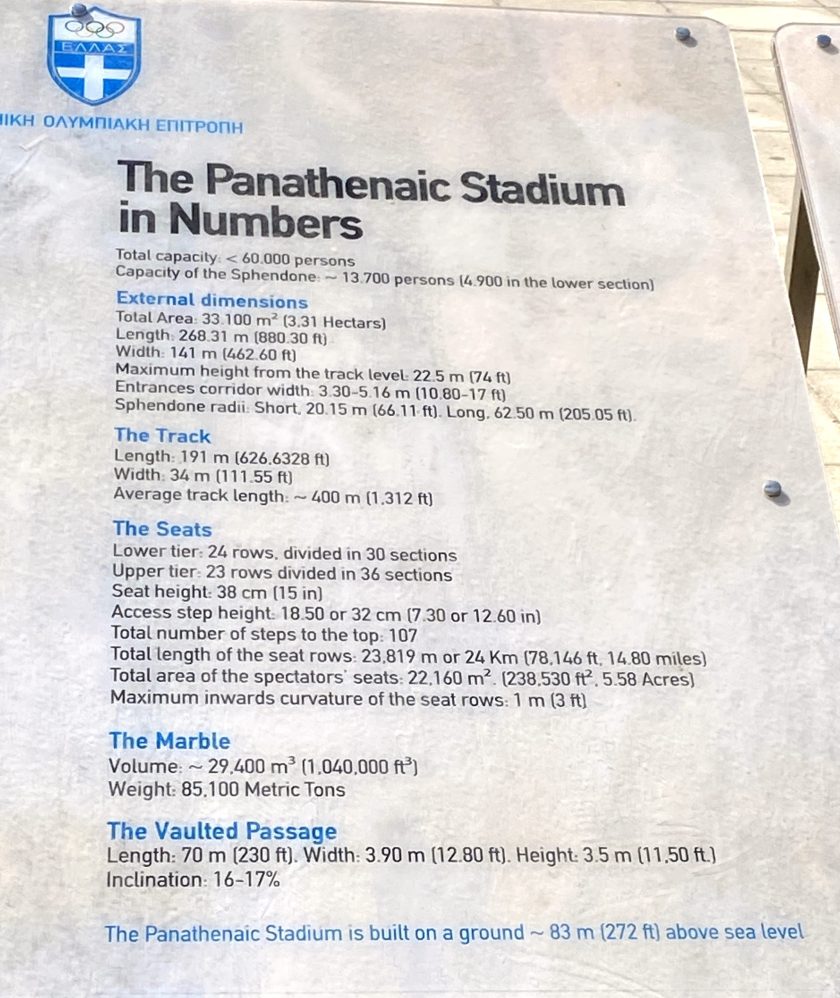 ΕΛΛΑΣ
ΟΛΥΜΠΙΑΚΗ ΕΠΙΤΡΟΠΗ
The Panathenaic Stadium
in Numbers
Total capacity: < 60.000 persons
Capacity of the Sphendone: ~ 13.700 persons (4.900 in the lower section)
External dimensions
Total Area: 33.100 m² (3,31 Hectars)
Length: 268.31 m (880.30 ft)
Width: 141 m (462.60 ft)
Maximum height from the track level: 22.5 m (74 ft)
Entrances corridor width: 3.30-5.16 m (10.80-17 ft)
Sphendone radii: Short, 20.15 m (66.11 ft). Long, 62.50 m (205.05 ft).
The Track
Length: 191 m (626,6328 ft)
Width: 34 m (111.55 ft)
Average track length: ~ 400 m (1,312 ft)
The Seats
Lower tier: 24 rows, divided in 30 sections
Upper tier: 23 rows divided in 36 sections
Seat height: 38 cm (15 in)
Access step height: 18.50 or 32 cm (7.30 or 12.60 in)
Total number of steps to the top: 107
Total length of the seat rows: 23,819 m or 24 Km (78,146 ft, 14.80 miles)
Total area of the spectators' seats: 22,160 m². (238,530 ft², 5.58 Acres)
Maximum inwards curvature of the seat rows: 1 m (3 ft)
The Marble
Volume: ~ 29,400 m³ (1,040,000 ft³)
Weight: 85,100 Metric Tons
The Vaulted Passage
Length: 70 m (230 ft). Width: 3.90 m (12.80 ft). Height: 3.5 m (11,50 ft.)
Inclination: 16-17%
The Panathenaic Stadium is built on a ground ~ 83 m (272 ft) above sea level